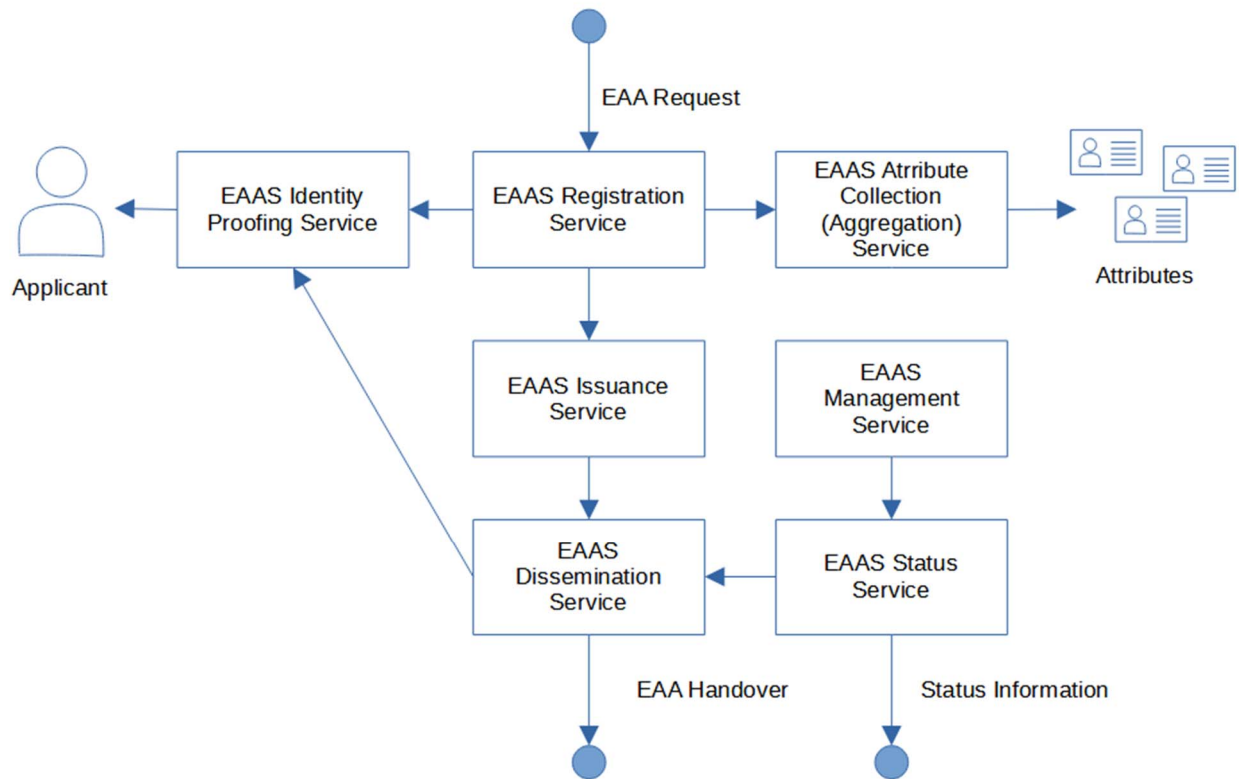 EAA Request
EAAS Identity
Proofing Service
EAAS Registration
Service
EAAS Atrribute
Collection
(Aggregation)
Service
Applicant
Attributes
EAAS Issuance
Service
EAAS
Management
Service
EAAS
Dissemination
Service
EAAS Status
Service
EAA Handover
Status Information